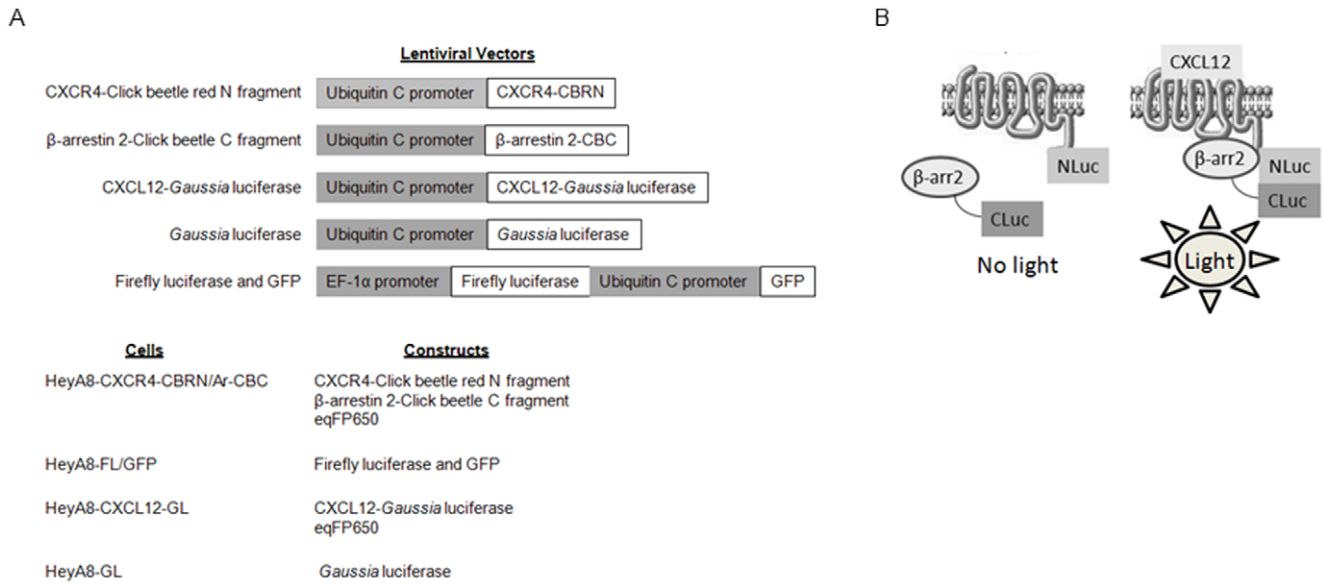 A
Lentiviral Vectors
CXCR4-Click beetle red N fragment Ubiquitin C promoter CXCR4-CBRN
β-arrestin 2-Click beetle C fragment Ubiquitin C promoter β-arrestin 2-CBC
CXCL12-Gaussia luciferase Ubiquitin C promoter CXCL12-Gaussia luciferase
Gaussia luciferase Ubiquitin C promoter Gaussia luciferase
Firefly luciferase and GFP EF-1α promoter Firefly luciferase Ubiquitin C promoter GFP
Cells Constructs
HeyA8-CXCR4-CBRN/Ar-CBC CXCR4-Click beetle red N fragment
β-arrestin 2-Click beetle C fragment
eqFP650
HeyA8-FL/GFP Firefly luciferase and GFP
HeyA8-CXCL12-GL CXCL12-Gaussia luciferase
eqFP650
HeyA8-GL Gaussia luciferase
B
CXCL12
β-arr2 NLuc
CLuc
No light
β-arr2 NLuc
CLuc
Light